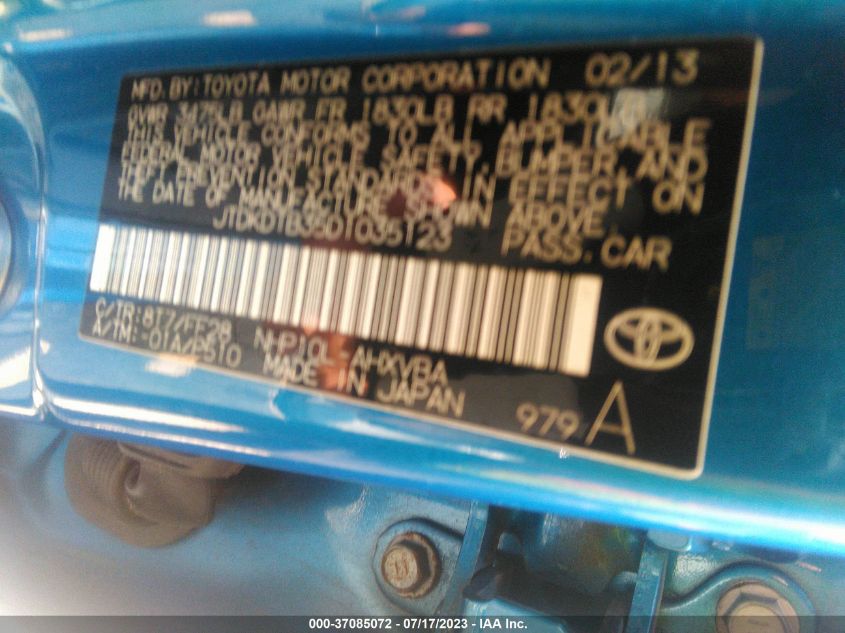 MFD. BY: TOYOTA MOTOR CORPORATION 02/13
GVWR 3475LB GAWR FR 1830LB RR 1830LB
THIS VEHICLE CONFORMS TO ALL APPLICABLE
FEDERAL MOTOR VEHICLE SAFETY, BUMPER, AND
THEFT PREVENTION STANDARDS IN EFFECT ON
THE DATE OF MANUFACTURE SHOWN ABOVE.
JTDKDTB35D1035123 PASS. CAR
C/TR: 8T7/FF28
A/TM: -01A/P510 NHP10L-AHXVBA
MADE IN JAPAN
979 A
000-37085072 - 07/17/2023 - IAA Inc.